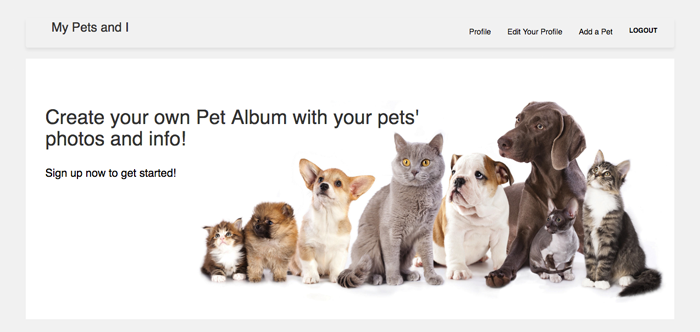 My Pets and I
Profile
Edit Your Profile
Add a Pet
LOGOUT
Create your own Pet Album with your pets'
photos and info!
Sign up now to get started!